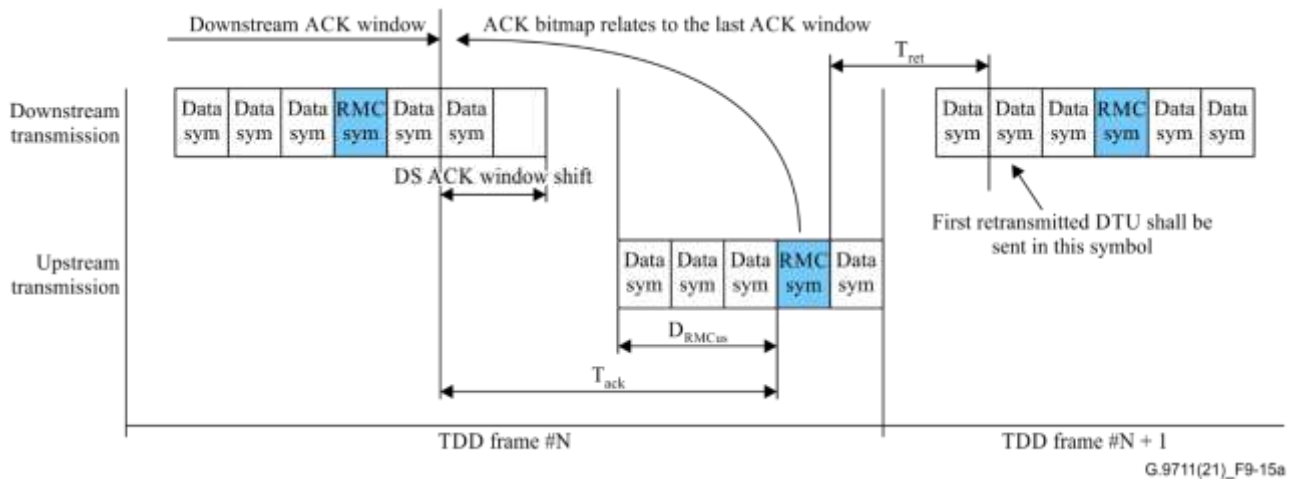 Downstream ACK window
ACK bitmap relates to the last ACK window
T_ret
Downstream
transmission
Data sym
Data sym
Data sym
RMC sym
Data sym
Data sym
Data sym
Data sym
Data sym
RMC sym
Data sym
Data sym
DS ACK window shift
First retransmitted DTU shall be
sent in this symbol
Upstream
transmission
Data sym
Data sym
Data sym
RMC sym
Data sym
D_RMCus
T_ack
TDD frame #N
TDD frame #N + 1
G.9711(21)_F9-15a